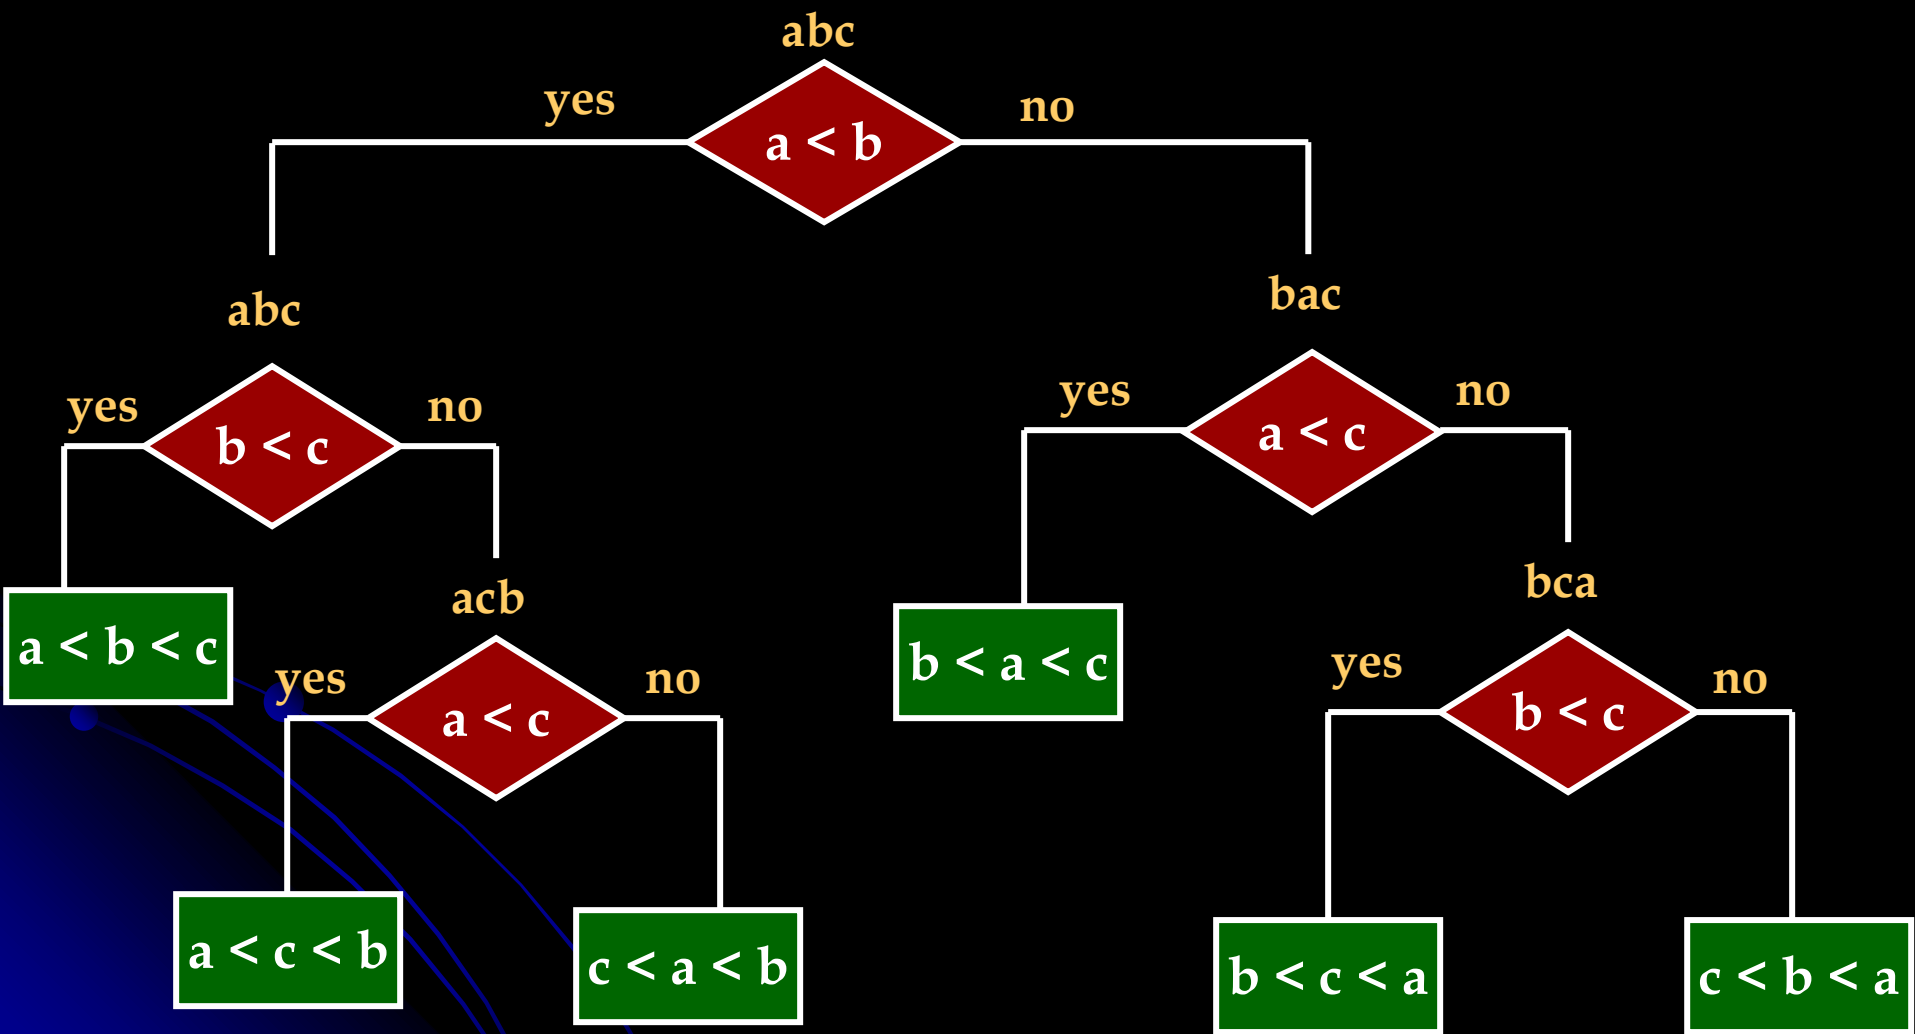 abc
yes
no
a < b
abc
bac
yes
no
b < c
yes
no
a < c
a < b < c
acb
yes
no
a < c
b < a < c
bca
yes
no
b < c
a < c < b
c < a < b
b < c < a
c < b < a